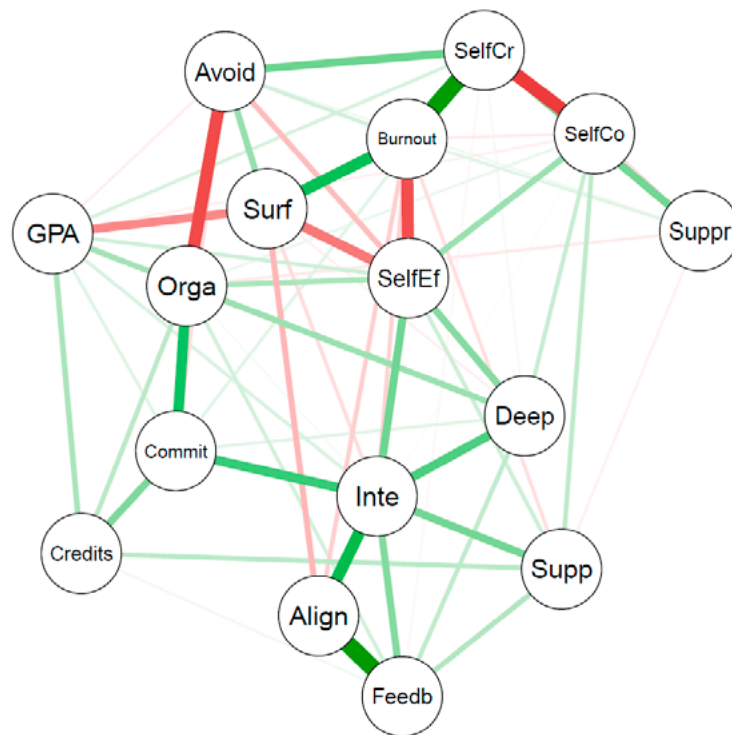 SelfCr
Avoid
Burnout
SelfCo
Surf
GPA
Suppr
Orga
SelfEf
Deep
Commit
Inte
Credits
Supp
Align
Feedb